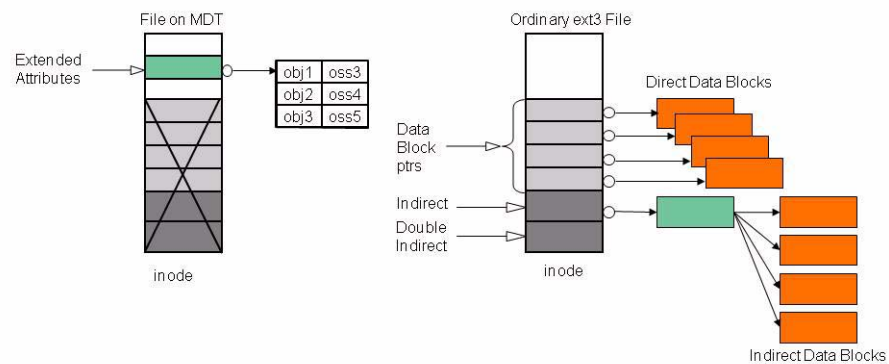 File on MDT
Extended
Attributes
obj1 oss3
obj2 oss4
obj3 oss5
inode
Ordinary ext3 File
Direct Data Blocks
Data
Block
ptrs
Indirect
Double
Indirect
inode
Indirect Data Blocks